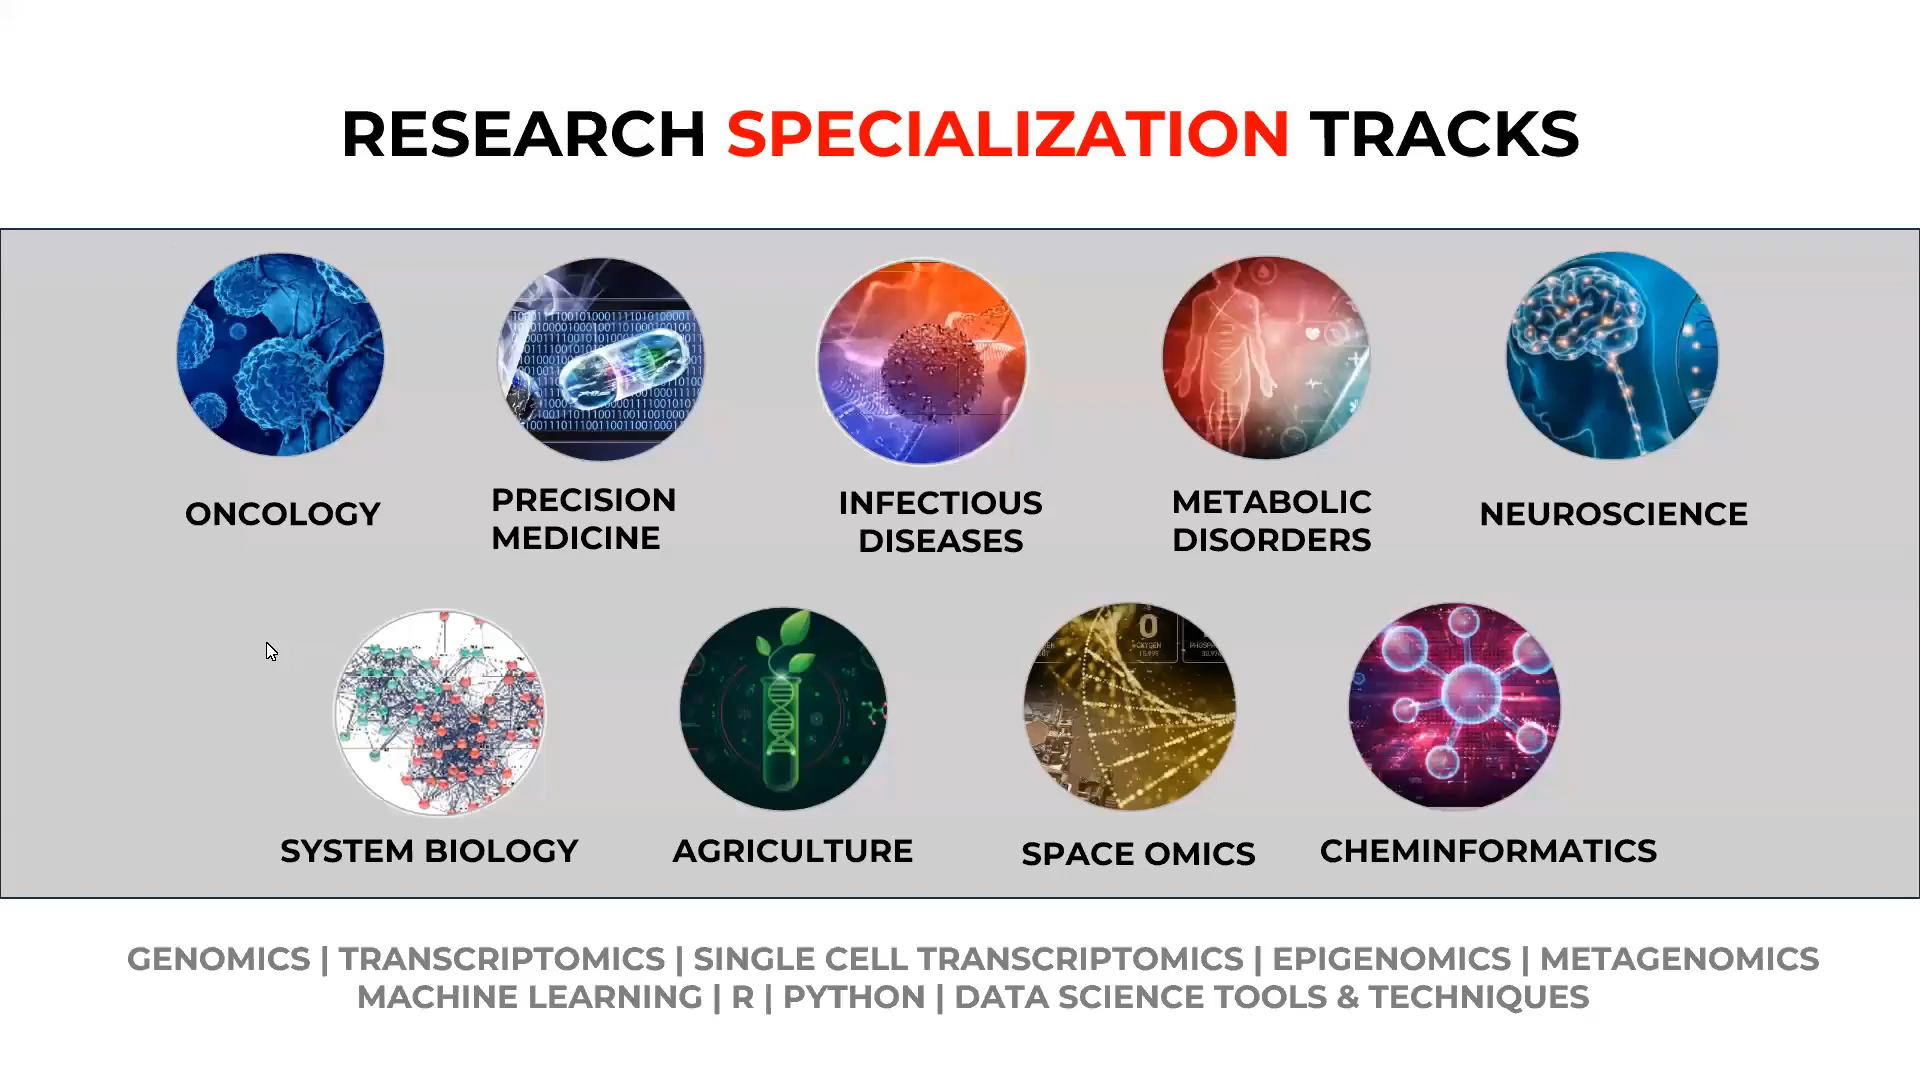 RESEARCH SPECIALIZATION TRACKS
ONCOLOGY
PRECISION
MEDICINE
INFECTIOUS
DISEASES
METABOLIC
DISORDERS
NEUROSCIENCE
SYSTEM BIOLOGY
AGRICULTURE
SPACE OMICS
CHEMINFORMATICS
GENOMICS | TRANSCRIPTOMICS | SINGLE CELL TRANSCRIPTOMICS | EPIGENOMICS | METAGENOMICS
MACHINE LEARNING | R | PYTHON | DATA SCIENCE TOOLS & TECHNIQUES